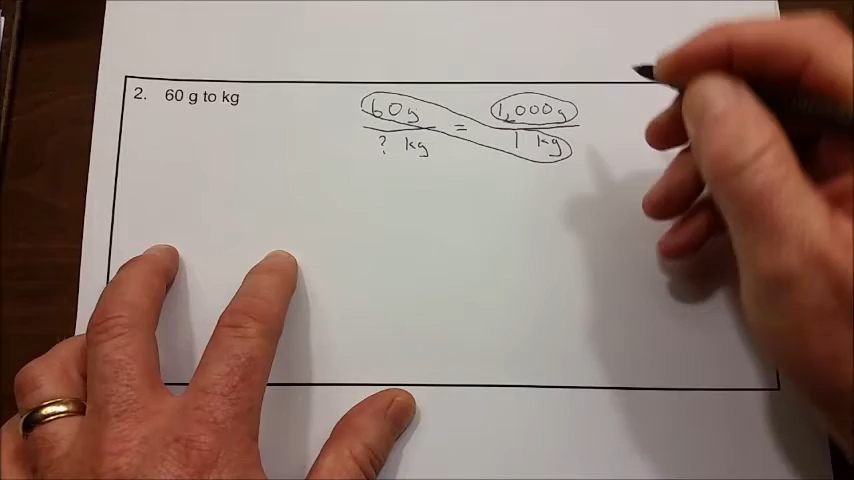 2. 60 g to kg
60g = 1,000g
? kg 1 kg